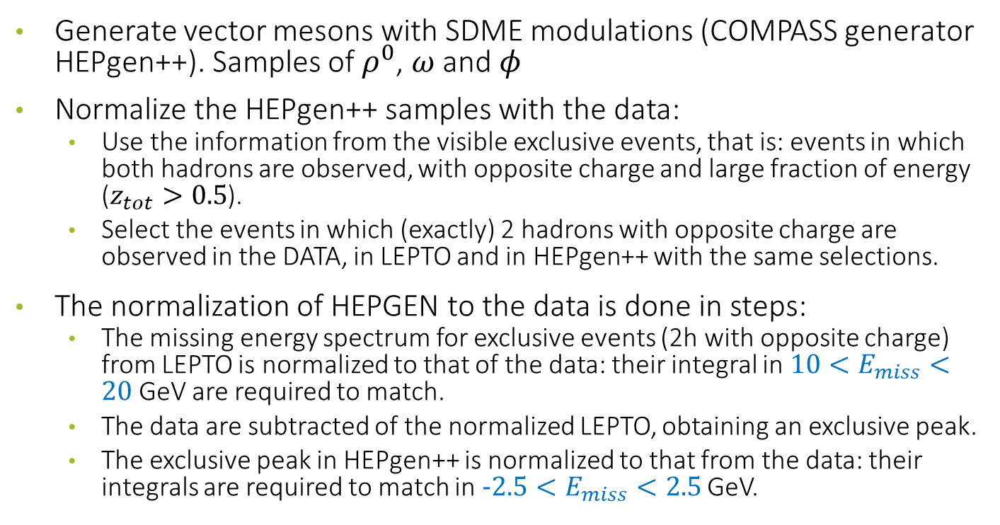 • Generate vector mesons with SDME modulations (COMPASS generator
HEPgen++). Samples of ρ⁰, ω and ϕ
• Normalize the HEPgen++ samples with the data:
• Use the information from the visible exclusive events, that is: events in which
both hadrons are observed, with opposite charge and large fraction of energy
(z_tot > 0.5).
• Select the events in which (exactly) 2 hadrons with opposite charge are
observed in the DATA, in LEPTO and in HEPgen++ with the same selections.
• The normalization of HEPGEN to the data is done in steps:
• The missing energy spectrum for exclusive events (2h with opposite charge)
from LEPTO is normalized to that of the data: their integral in 10 < E_miss <
20 GeV are required to match.
• The data are subtracted of the normalized LEPTO, obtaining an exclusive peak.
• The exclusive peak in HEPgen++ is normalized to that from the data: their
integrals are required to match in -2.5 < E_miss < 2.5 GeV.